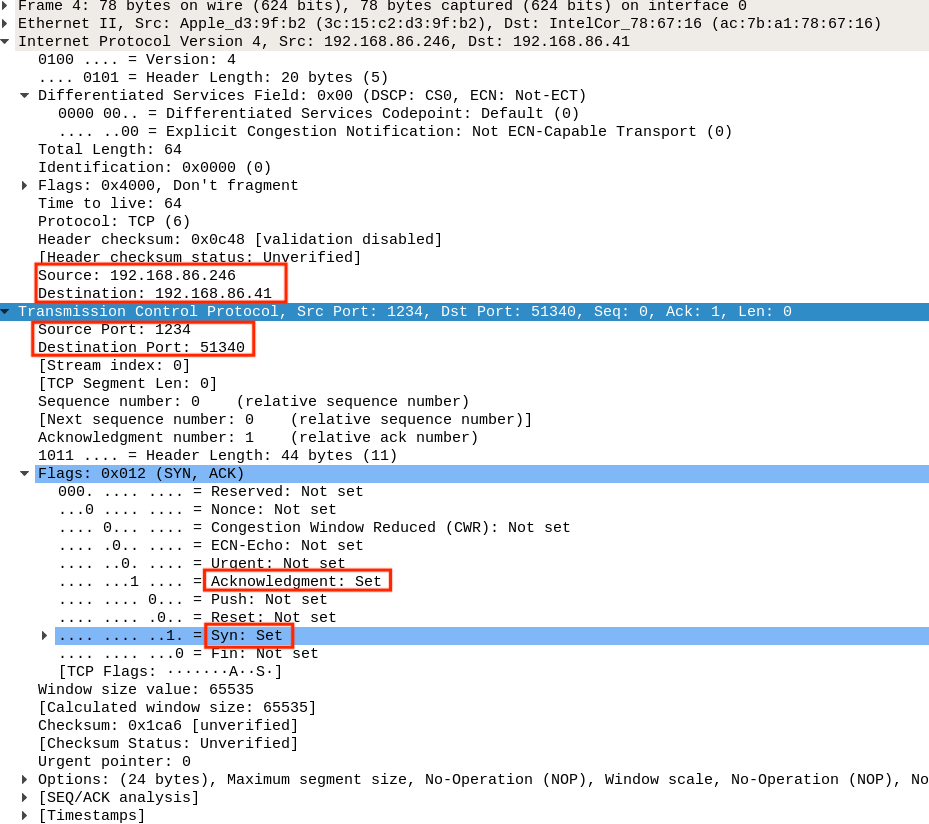 Frame 4: 78 bytes on wire (624 bits), 78 bytes captured (624 bits) on interface 0
Ethernet II, Src: Apple_d3:9f:b2 (3c:15:c2:d3:9f:b2), Dst: IntelCor_78:67:16 (ac:7b:a1:78:67:16)
Internet Protocol Version 4, Src: 192.168.86.246, Dst: 192.168.86.41
0100 .... = Version: 4
.... 0101 = Header Length: 20 bytes (5)
Differentiated Services Field: 0x00 (DSCP: CS0, ECN: Not-ECT)
0000 00.. = Differentiated Services Codepoint: Default (0)
.... ..00 = Explicit Congestion Notification: Not ECN-Capable Transport (0)
Total Length: 64
Identification: 0x0000 (0)
Flags: 0x4000, Don't fragment
Time to live: 64
Protocol: TCP (6)
Header checksum: 0x0c48 [validation disabled]
[Header checksum status: Unverified]
Source: 192.168.86.246
Destination: 192.168.86.41
Transmission Control Protocol, Src Port: 1234, Dst Port: 51340, Seq: 0, Ack: 1, Len: 0
Source Port: 1234
Destination Port: 51340
[Stream index: 0]
[TCP Segment Len: 0]
Sequence number: 0    (relative sequence number)
[Next sequence number: 0    (relative sequence number)]
Acknowledgment number: 1    (relative ack number)
1011 .... = Header Length: 44 bytes (11)
Flags: 0x012 (SYN, ACK)
000. .... .... = Reserved: Not set
...0 .... .... = Nonce: Not set
.... 0... .... = Congestion Window Reduced (CWR): Not set
.... .0.. .... = ECN-Echo: Not set
.... ..0. .... = Urgent: Not set
.... ...1 .... = Acknowledgment: Set
.... .... 0... = Push: Not set
.... .... .0.. = Reset: Not set
.... .... ..1. = Syn: Set
.... .... ...0 = Fin: Not set
[TCP Flags: ·······A··S·]
Window size value: 65535
[Calculated window size: 65535]
Checksum: 0x1ca6 [unverified]
[Checksum Status: Unverified]
Urgent pointer: 0
Options: (24 bytes), Maximum segment size, No-Operation (NOP), Window scale, No-Operation (NOP), No
[SEQ/ACK analysis]
[Timestamps]